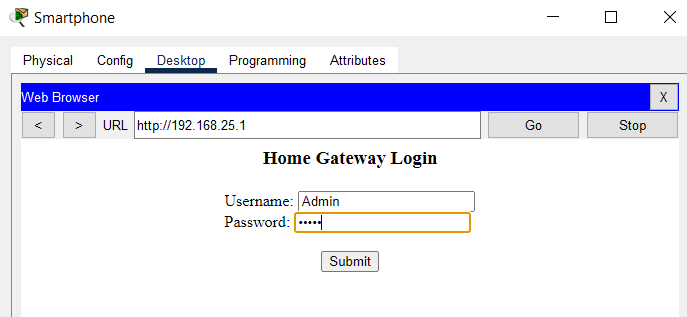 Smartphone
Physical Config Desktop Programming Attributes
Web Browser X
< > URL http://192.168.25.1 Go Stop
Home Gateway Login
Username: Admin
Password: •••••
Submit